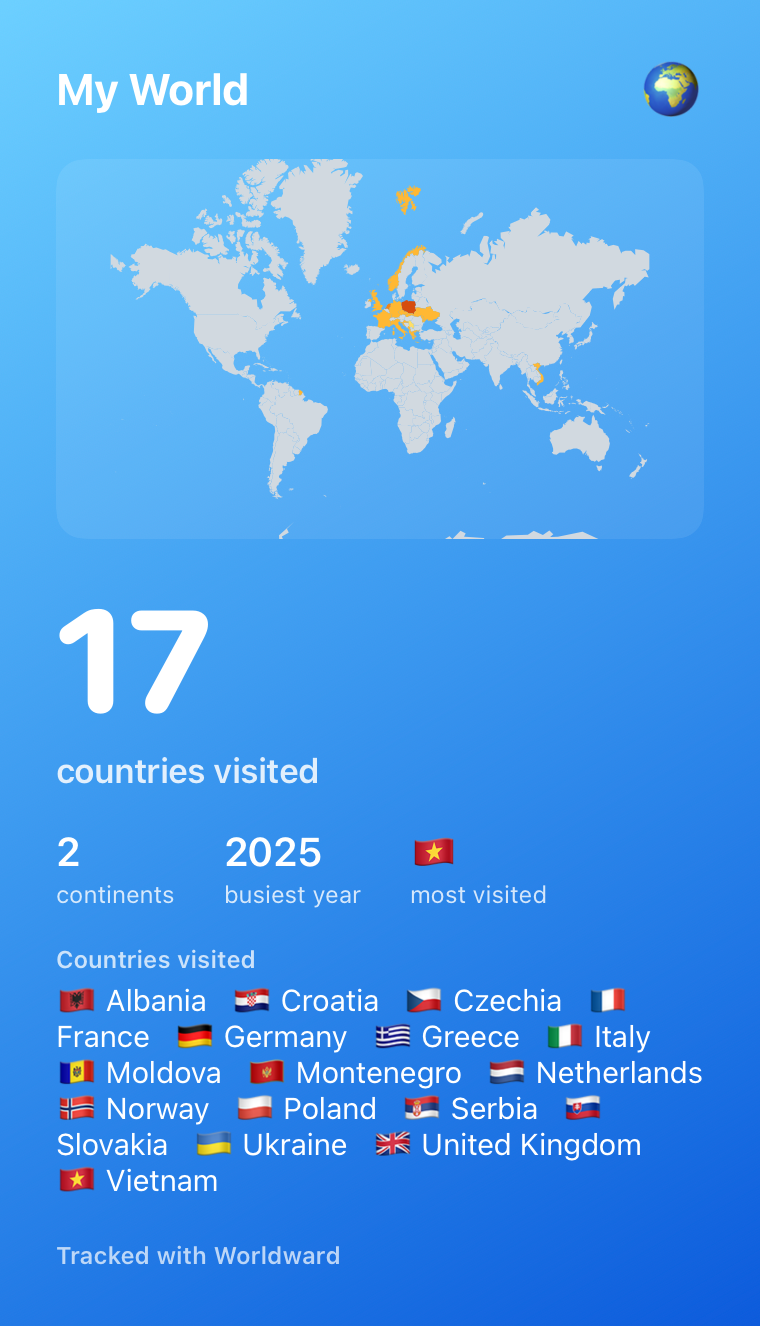 My World
17
countries visited
2
continents
2025
busiest year
most visited
Countries visited
Albania Croatia Czechia
France Germany Greece Italy
Moldova Montenegro Netherlands
Norway Poland Serbia
Slovakia Ukraine United Kingdom
Vietnam
Tracked with Worldward